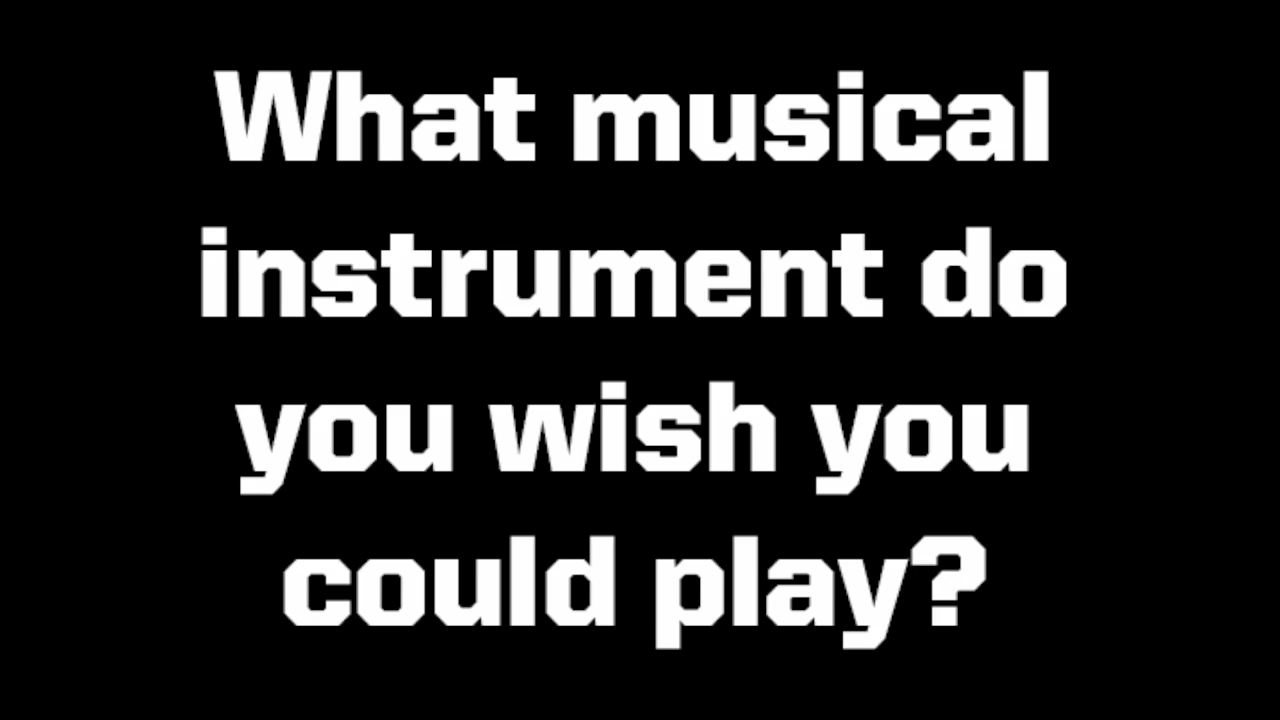 What musical
instrument do
you wish you
could play?